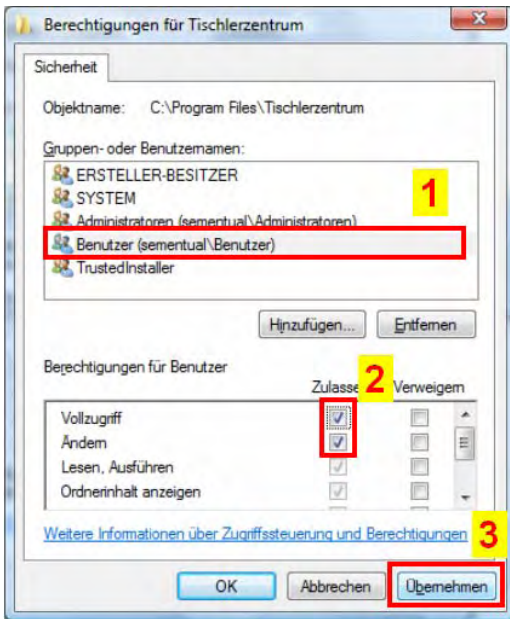 Berechtigungen für Tischlerzentrum
Sicherheit
Objektname: C:\Program Files\Tischlerzentrum
Gruppen- oder Benutzernamen:
ERSTELLER-BESITZER
1
SYSTEM
Administratoren (sementual\Administratoren)
Benutzer (sementual\Benutzer)
TrustedInstaller
Hinzufügen... Entfernen
Berechtigungen für Benutzer
Zulasse 2 Verweigern
Vollzugriff
Ändern
Lesen, Ausführen
Ordnerinhalt anzeigen
Weitere Informationen über Zugriffssteuerung und Berechtigungen
3
OK Abbrechen Übernehmen